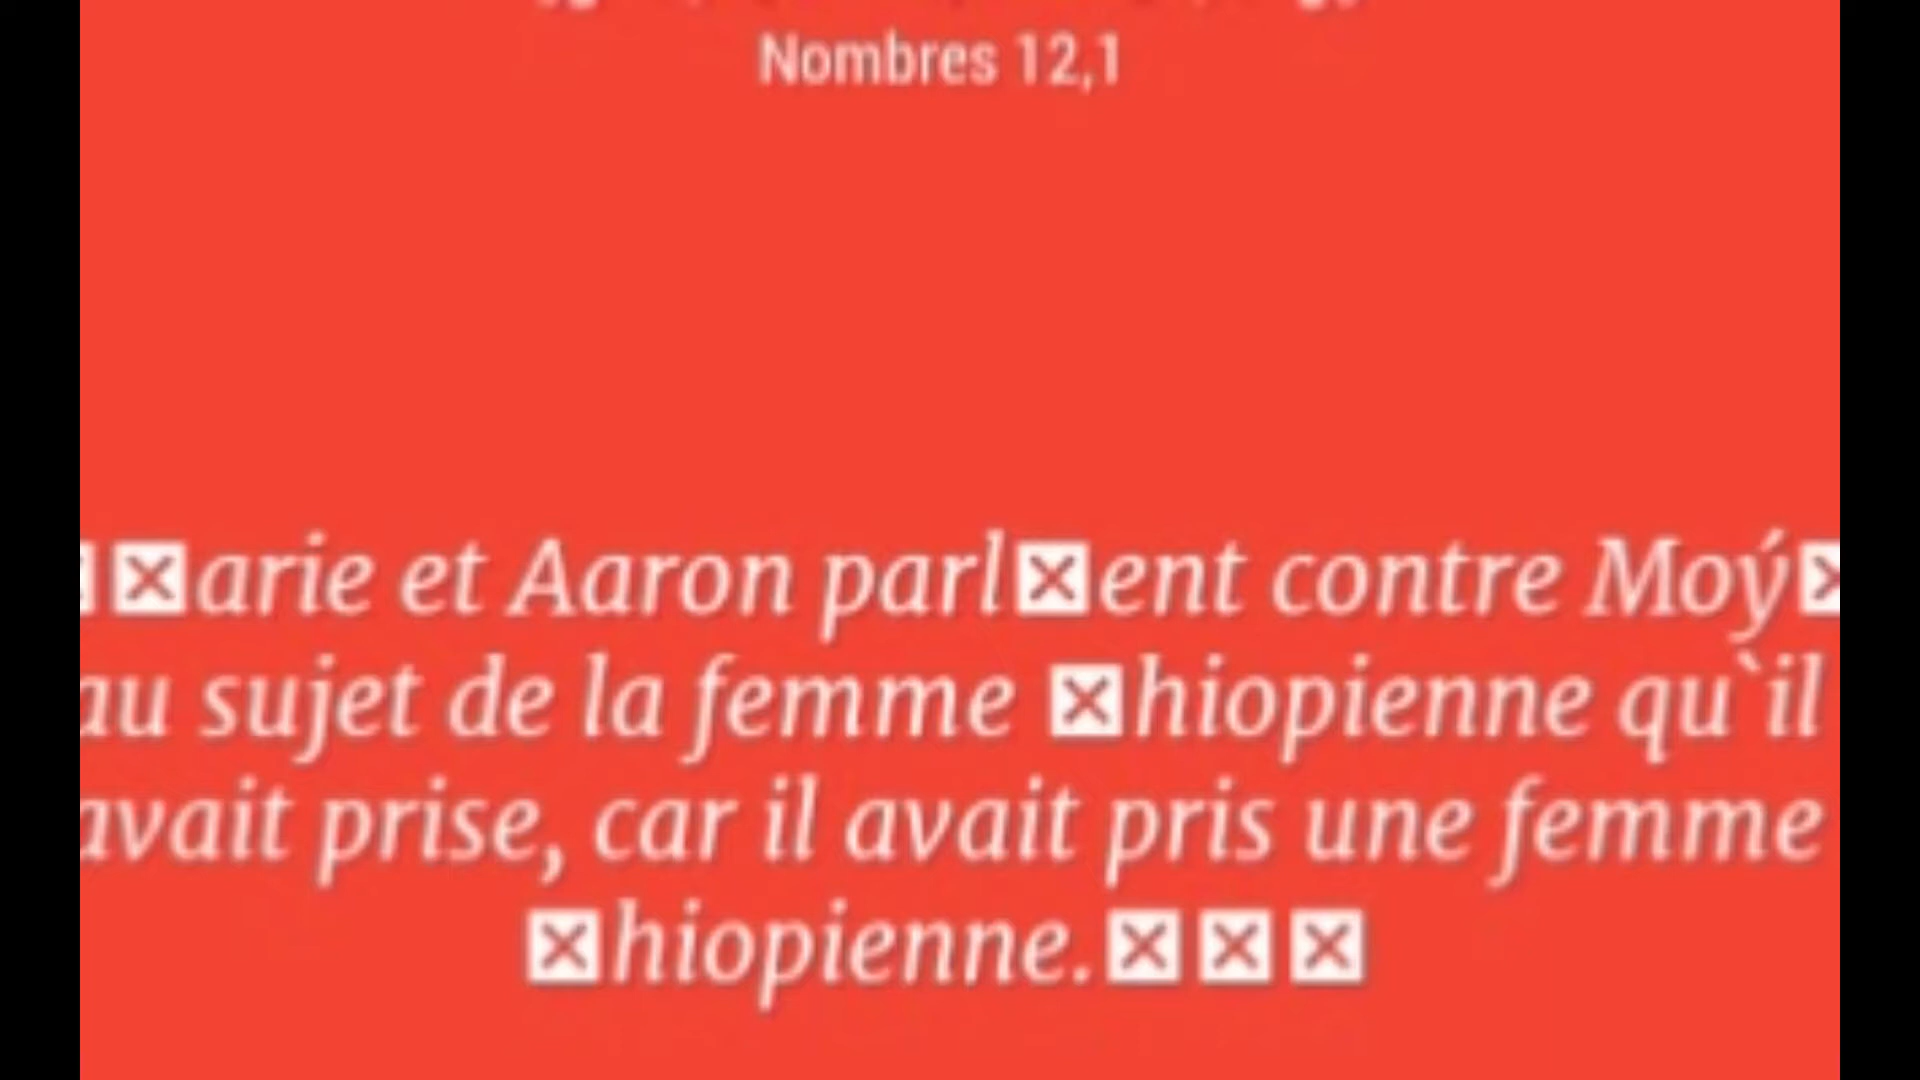 Nombres 12,1
☒arie et Aaron parl☒ent contre Moý☒
au sujet de la femme ☒hiopienne qu`il
avait prise, car il avait pris une femme
☒hiopienne.☒☒☒